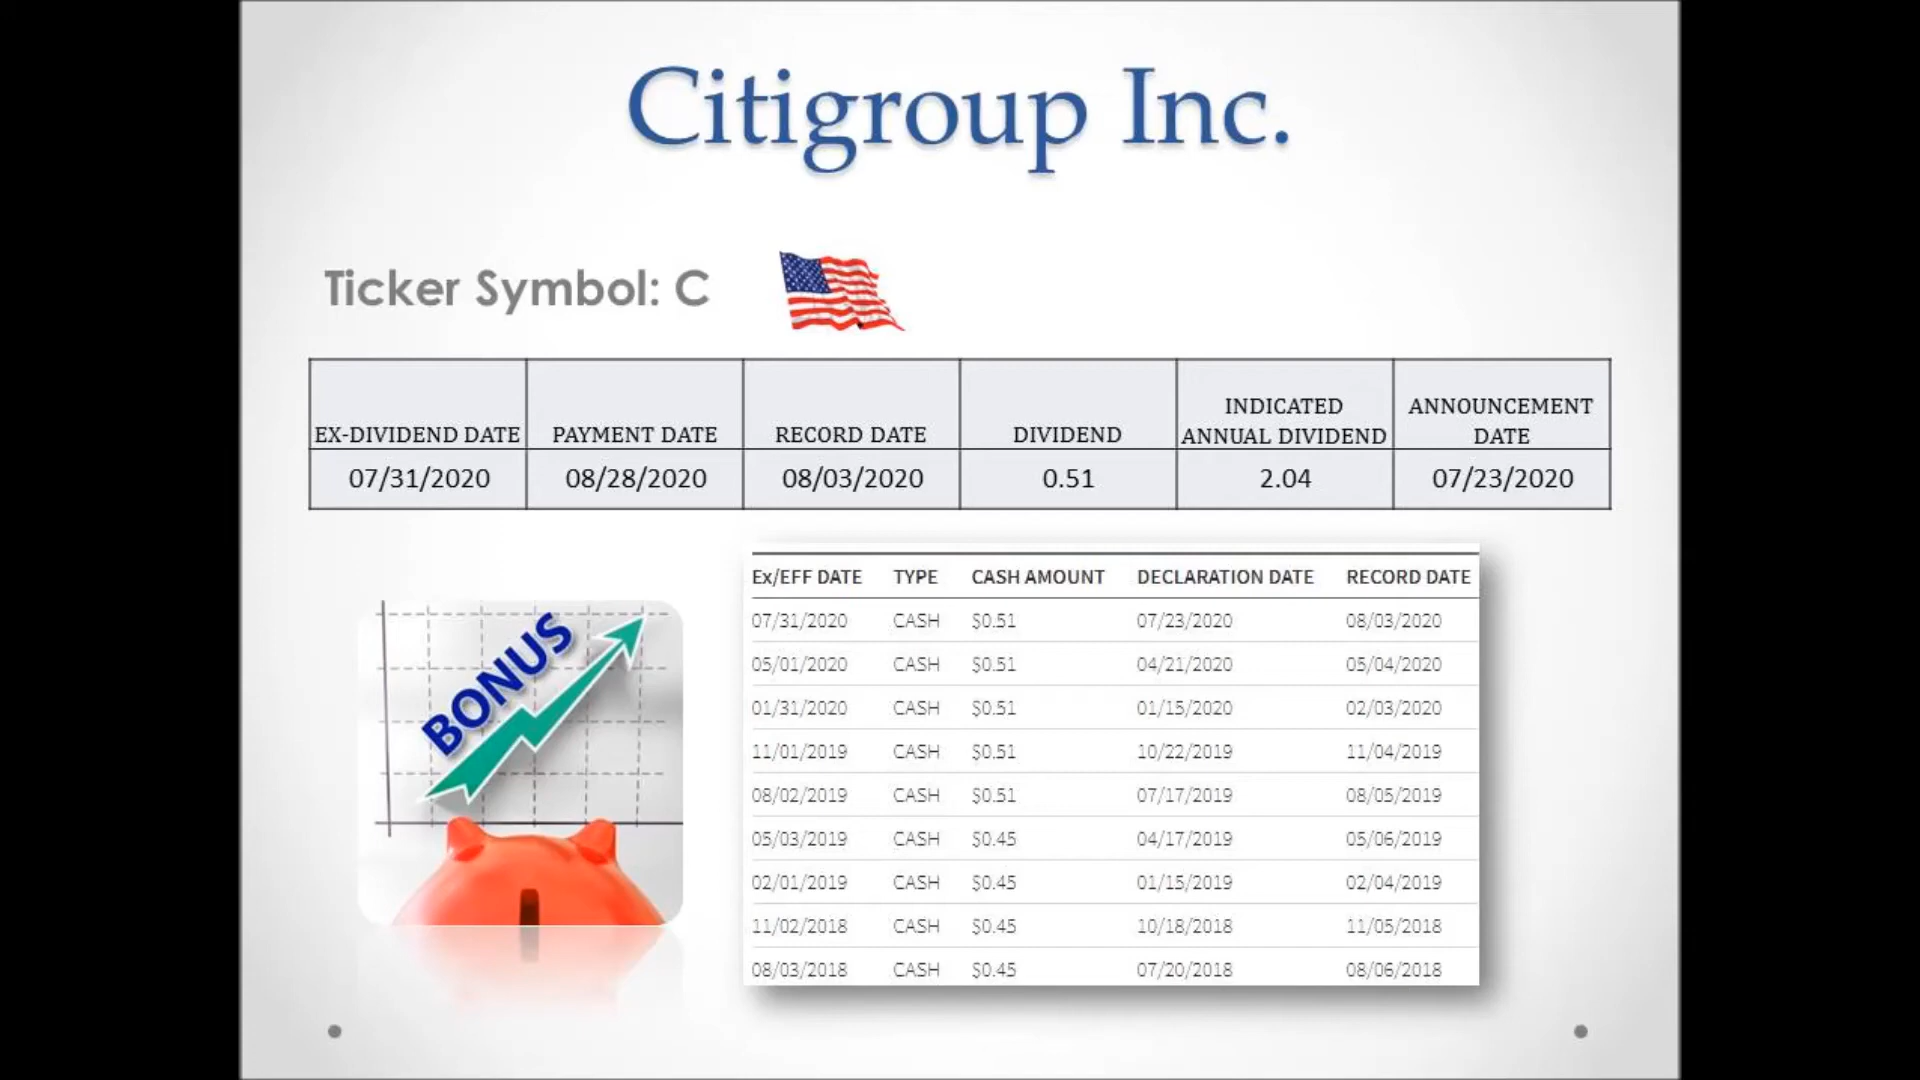 Citigroup Inc.
Ticker Symbol: C
EX-DIVIDEND DATE PAYMENT DATE RECORD DATE DIVIDEND INDICATED ANNUAL DIVIDEND ANNOUNCEMENT DATE
07/31/2020 08/28/2020 08/03/2020 0.51 2.04 07/23/2020
BONUS
Ex/EFF DATE TYPE CASH AMOUNT DECLARATION DATE RECORD DATE
07/31/2020 CASH $0.51 07/23/2020 08/03/2020
05/01/2020 CASH $0.51 04/21/2020 05/04/2020
01/31/2020 CASH $0.51 01/15/2020 02/03/2020
11/01/2019 CASH $0.51 10/22/2019 11/04/2019
08/02/2019 CASH $0.51 07/17/2019 08/05/2019
05/03/2019 CASH $0.45 04/17/2019 05/06/2019
02/01/2019 CASH $0.45 01/15/2019 02/04/2019
11/02/2018 CASH $0.45 10/18/2018 11/05/2018
08/03/2018 CASH $0.45 07/20/2018 08/06/2018